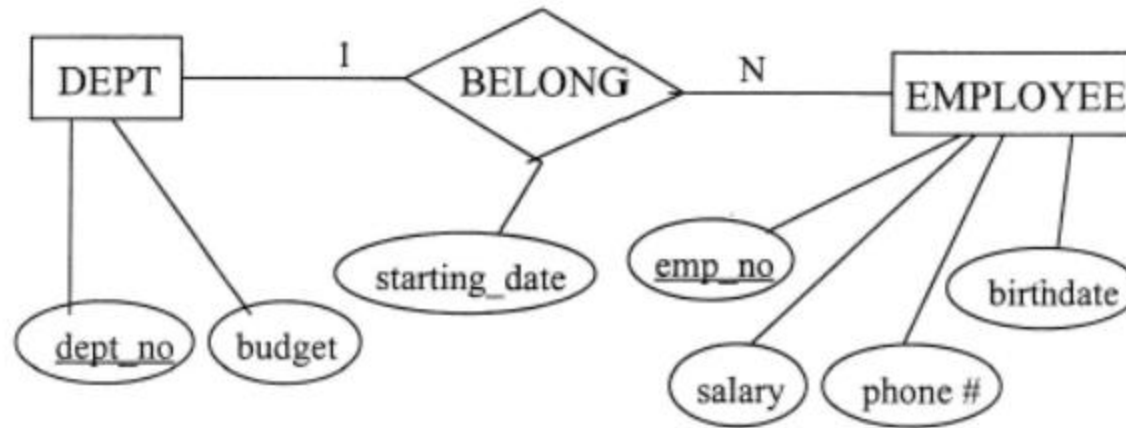 1
DEPT
BELONG
N
EMPLOYEE
starting_date
emp_no
birthdate
dept_no
budget
salary
phone #